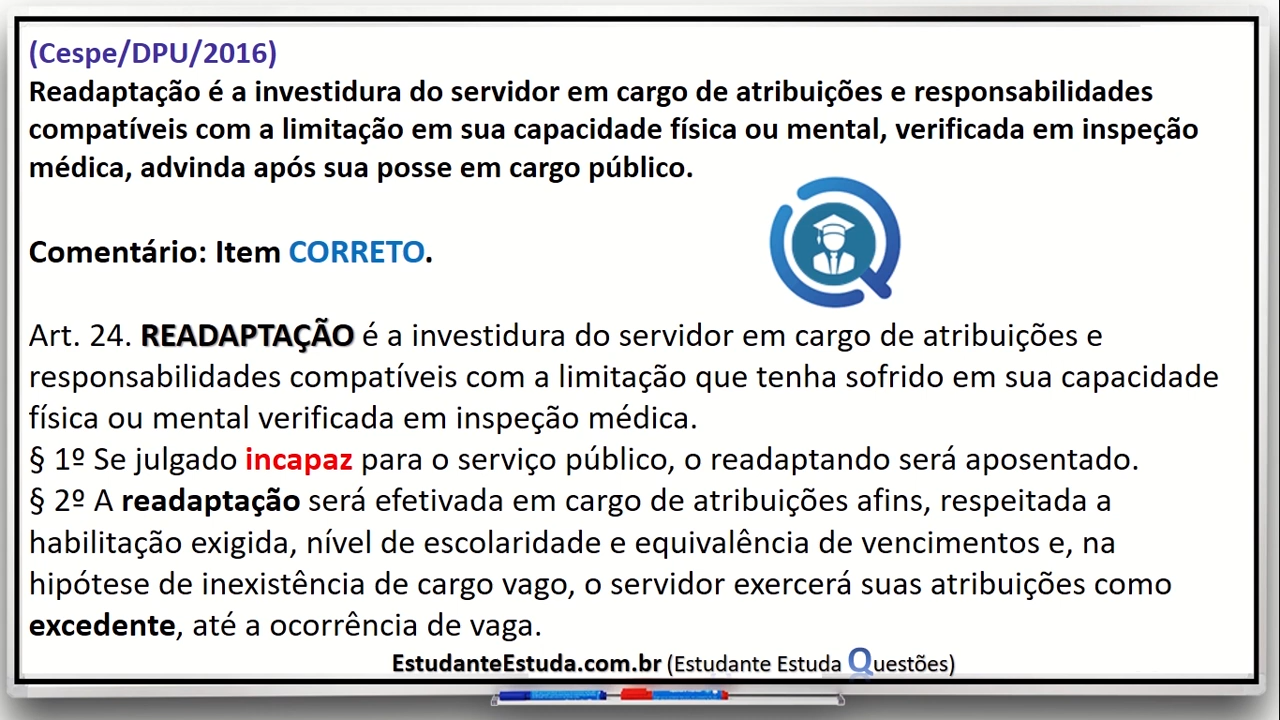 (Cespe/DPU/2016)
Readaptação é a investidura do servidor em cargo de atribuições e responsabilidades
compatíveis com a limitação em sua capacidade física ou mental, verificada em inspeção
médica, advinda após sua posse em cargo público.
Comentário: Item CORRETO.
Art. 24. READAPTAÇÃO é a investidura do servidor em cargo de atribuições e
responsabilidades compatíveis com a limitação que tenha sofrido em sua capacidade
física ou mental verificada em inspeção médica.
§ 1º Se julgado incapaz para o serviço público, o readaptando será aposentado.
§ 2º A readaptação será efetivada em cargo de atribuições afins, respeitada a
habilitação exigida, nível de escolaridade e equivalência de vencimentos e, na
hipótese de inexistência de cargo vago, o servidor exercerá suas atribuições como
excedente, até a ocorrência de vaga.
EstudanteEstuda.com.br (Estudante Estuda Questões)